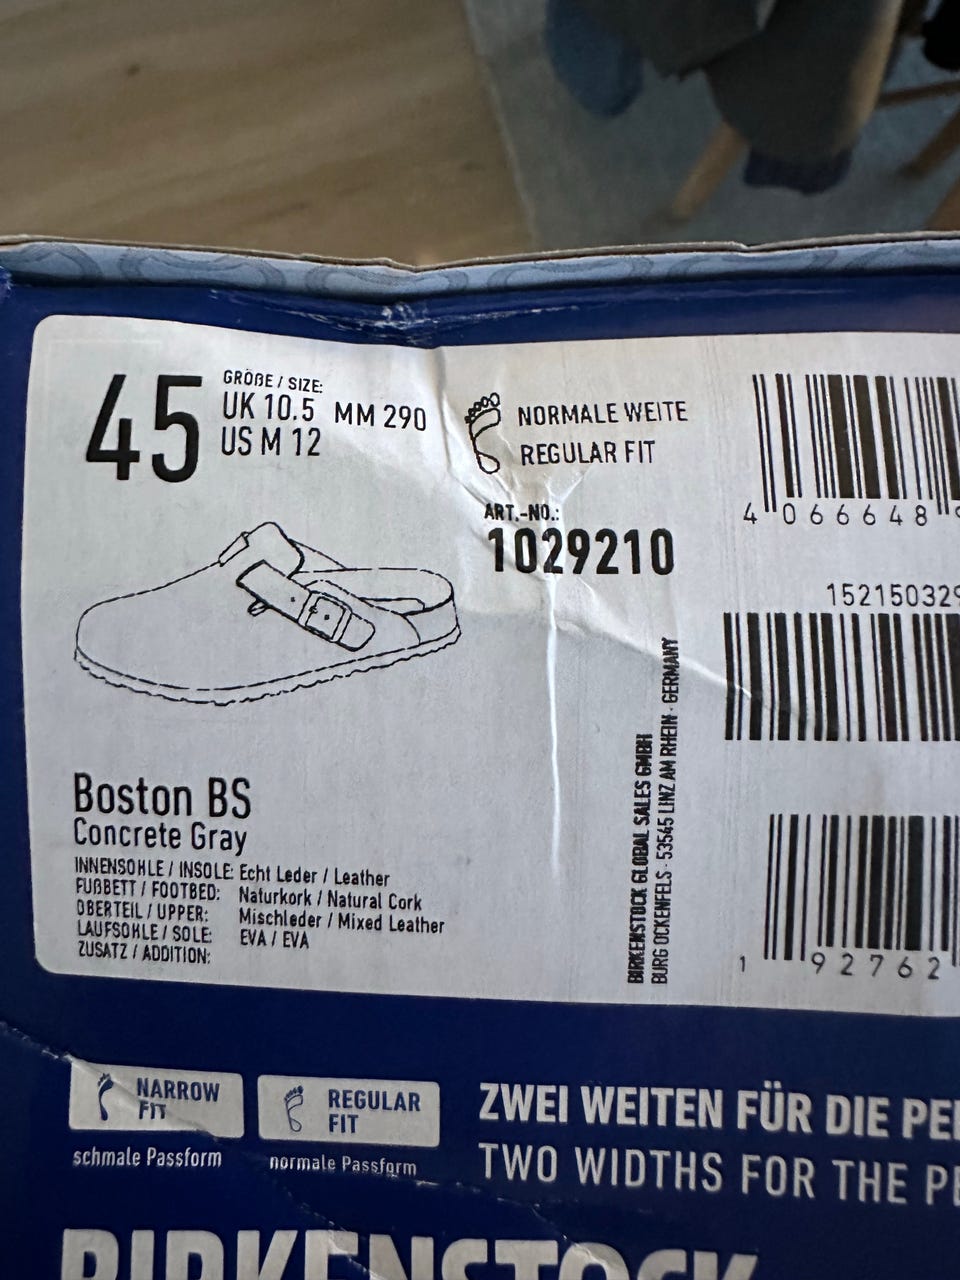 45
GRÖßE / SIZE:
UK 10.5 MM 290
US M 12
NORMALE WEITE
REGULAR FIT
ART.-NO.:
1029210
4 066648
15215032
BIRKENSTOCK GLOBAL SALES GMBH
BURG OCKENFELS · 53545 LINZ AM RHEIN · GERMANY
Boston BS
Concrete Gray
INNENSOHLE / INSOLE: Echt Leder / Leather
FUßBETT / FOOTBED: Naturkork / Natural Cork
OBERTEIL / UPPER: Mischleder / Mixed Leather
LAUFSOHLE / SOLE: EVA / EVA
ZUSATZ / ADDITION:
1 92762
NARROW
FIT
schmale Passform
REGULAR
FIT
normale Passform
ZWEI WEITEN FÜR DIE
TWO WIDTHS FOR THE
BIRKENSTOCK